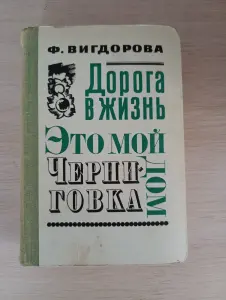 Ф. ВИГДОРОВА
Дорога
В ЖИЗНЬ
ЭТО МОЙ
ДОМ
ЧЕРНИ-
ГОВКА